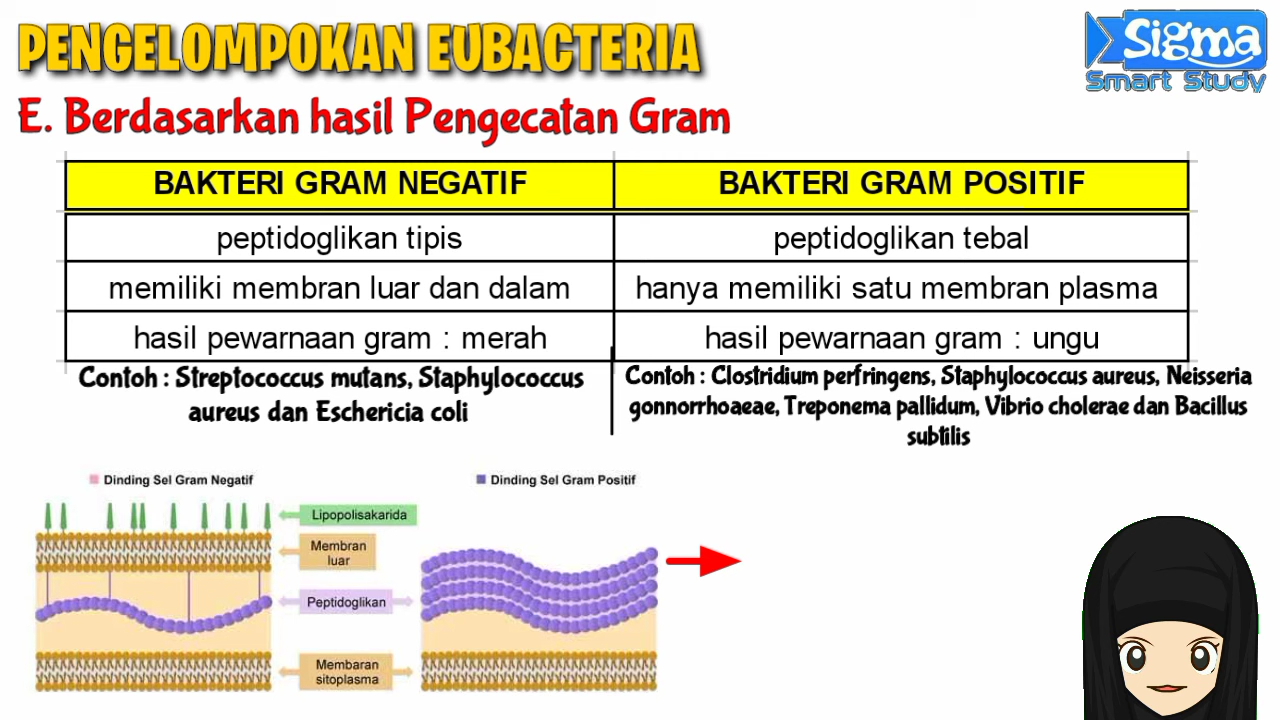 PENGELOMPOKAN EUBACTERIA
Sigma
Smart Study
E. Berdasarkan hasil Pengecatan Gram
BAKTERI GRAM NEGATIF BAKTERI GRAM POSITIF
peptidoglikan tipis peptidoglikan tebal
memiliki membran luar dan dalam hanya memiliki satu membran plasma
hasil pewarnaan gram : merah hasil pewarnaan gram : ungu
Contoh : Streptococcus mutans, Staphylococcus
aureus dan Eschericia coli
Contoh : Clostridium perfringens, Staphylococcus aureus, Neisseria
gonnorrhoaeae, Treponema pallidum, Vibrio cholerae dan Bacillus
subtilis
Dinding Sel Gram Negatif Dinding Sel Gram Positif
Lipopolisakarida
Membran
luar
Peptidoglikan
Membaran
sitoplasma